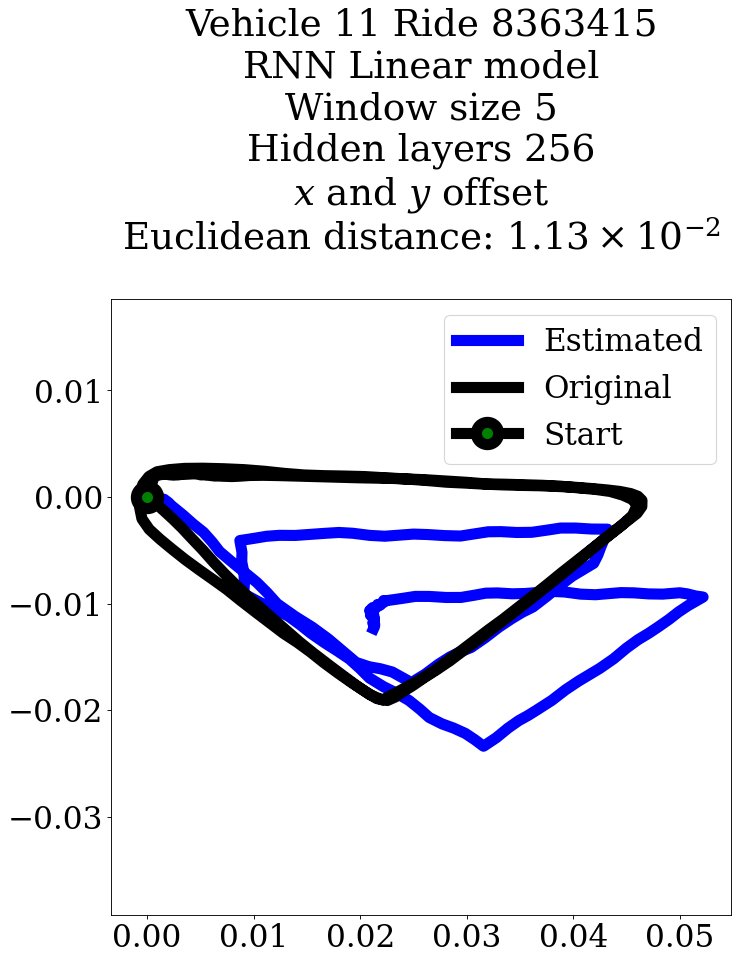 Vehicle 11 Ride 8363415
RNN Linear model
Window size 5
Hidden layers 256
x and y offset
Euclidean distance: 1.13 × 10⁻²
Estimated
Original
Start
0.01
0.00
−0.01
−0.02
−0.03
0.00 0.01 0.02 0.03 0.04 0.05